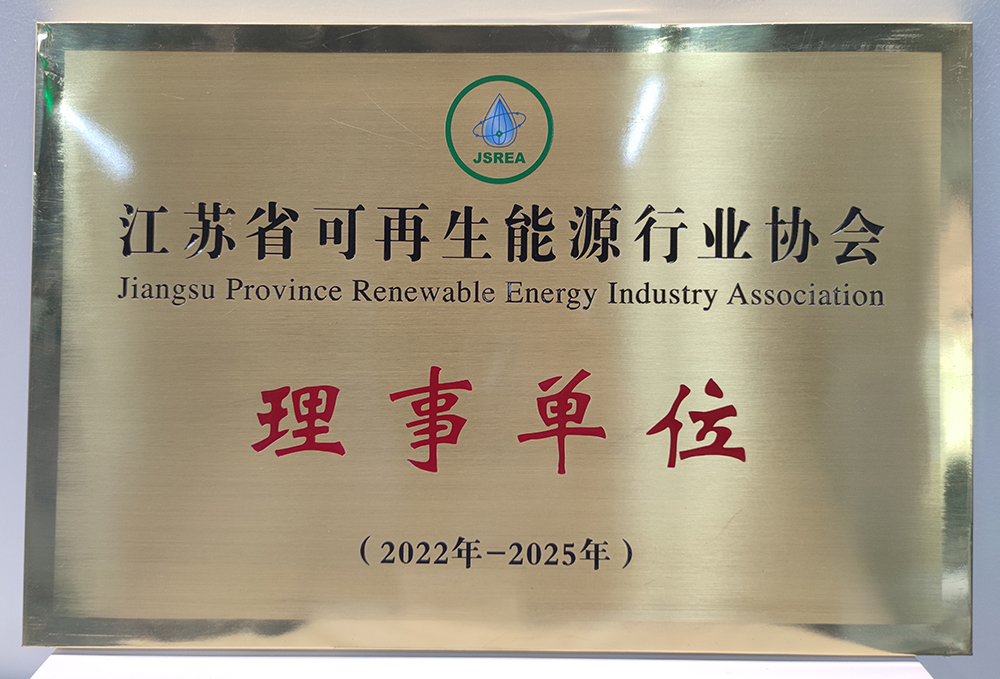 JSREA
江苏省可再生能源行业协会
Jiangsu Province Renewable Energy Industry Association
理事单位
（2022年-2025年）